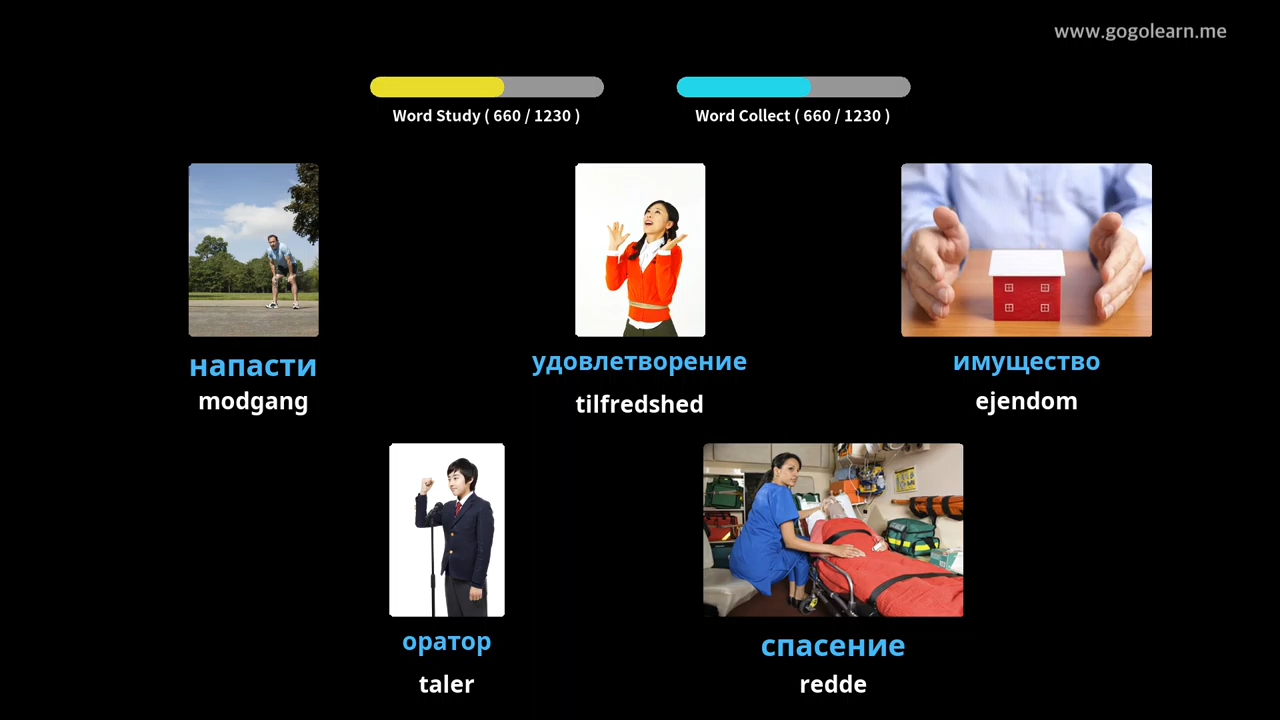 www.gogolearn.me
Word Study ( 660 / 1230 )
Word Collect ( 660 / 1230 )
напасти
modgang
удовлетворение
tilfredshed
имущество
ejendom
оратор
taler
спасение
redde